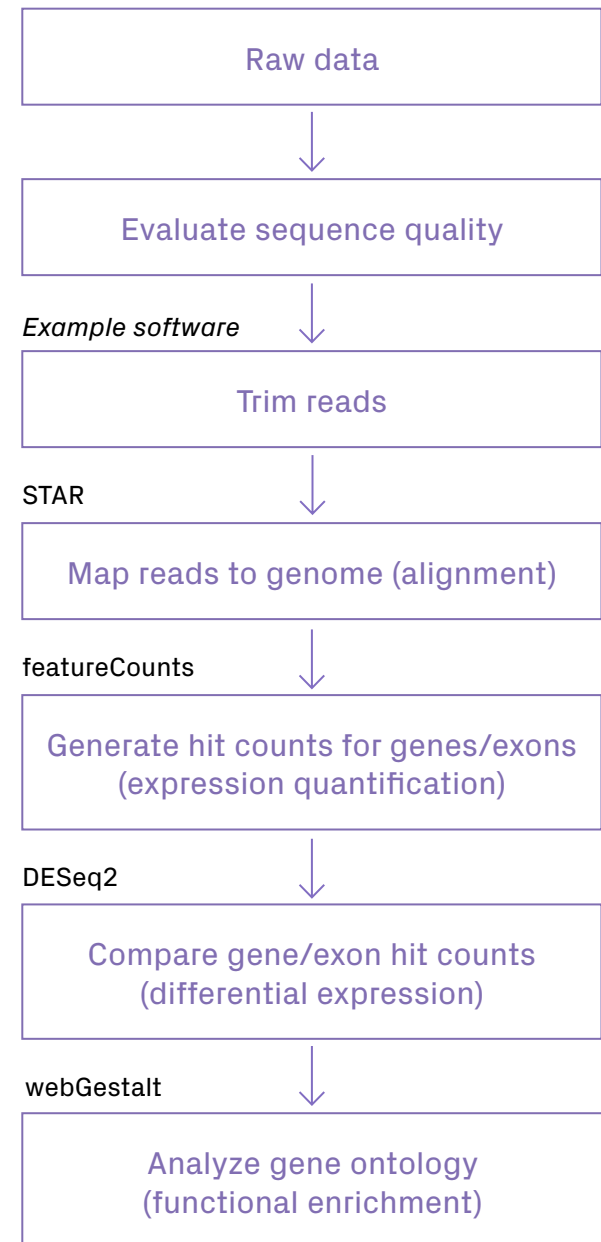 Raw data
Evaluate sequence quality
Example software
Trim reads
STAR
Map reads to genome (alignment)
featureCounts
Generate hit counts for genes/exons
(expression quantification)
DESeq2
Compare gene/exon hit counts
(differential expression)
webGestalt
Analyze gene ontology
(functional enrichment)